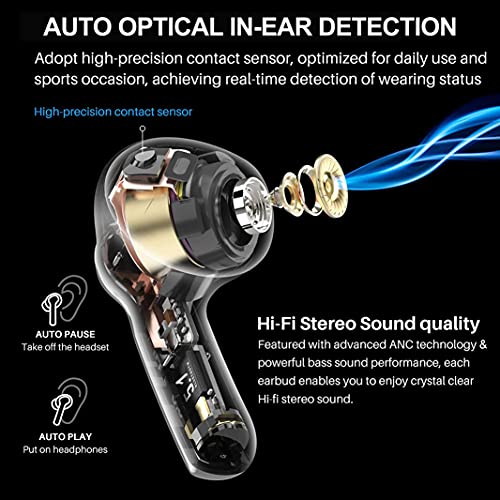 AUTO OPTICAL IN-EAR DETECTION
Adopt high-precision contact sensor, optimized for daily use and
sports occasion, achieving real-time detection of wearing status
High-precision contact sensor
AUTO PAUSE
Take off the headset
Hi-Fi Stereo Sound quality
Featured with advanced ANC technology &
powerful bass sound performance, each
earbud enables you to enjoy crystal clear
Hi-fi stereo sound.
AUTO PLAY
Put on headphones
5.1